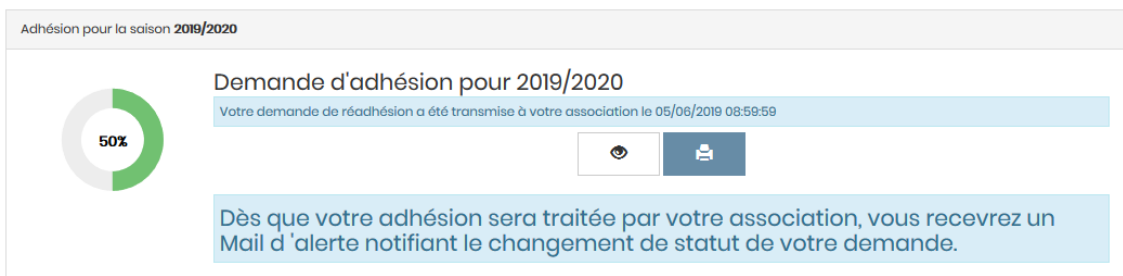 Adhésion pour la saison 2019/2020
Demande d'adhésion pour 2019/2020
Votre demande de réadhésion a été transmise à votre association le 05/06/2019 08:59:59
50%
Dès que votre adhésion sera traitée par votre association, vous recevrez un
Mail d 'alerte notifiant le changement de statut de votre demande.